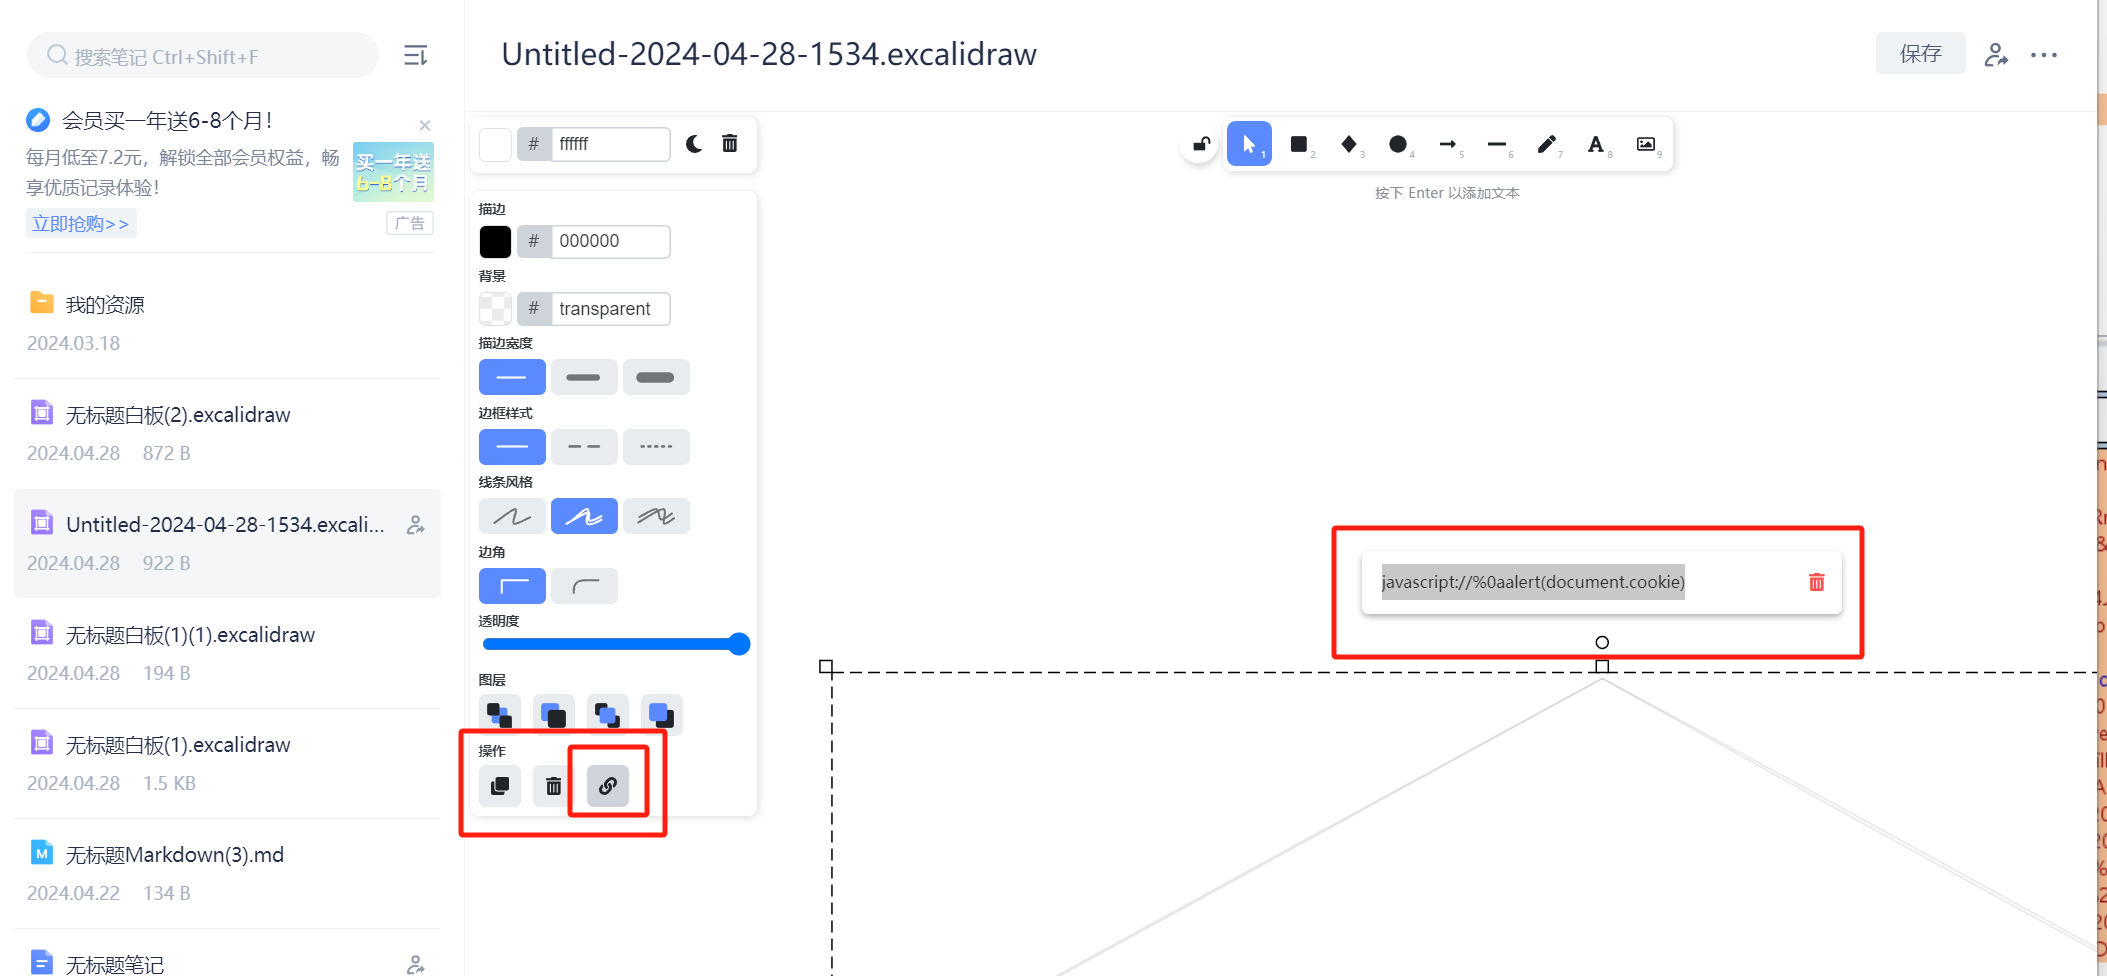 搜索笔记 Ctrl+Shift+F
会员买一年送6-8个月！
每月低至7.2元，解锁全部会员权益，畅
享优质记录体验！
买一年送
6-8个月
立即抢购>>
广告
我的资源
2024.03.18
无标题白板(2).excalidraw
2024.04.28 872 B
Untitled-2024-04-28-1534.excali...
2024.04.28 922 B
无标题白板(1)(1).excalidraw
2024.04.28 194 B
无标题白板(1).excalidraw
2024.04.28 1.5 KB
M 无标题Markdown(3).md
2024.04.22 134 B
无标题笔记
Untitled-2024-04-28-1534.excalidraw
保存
# ffffff
描边
# 000000
背景
# transparent
描边宽度
边框样式
线条风格
边角
透明度
图层
操作
1 2 3 4 5 6 7 A 8 9
按下 Enter 以添加文本
javascript://%0aalert(document.cookie)